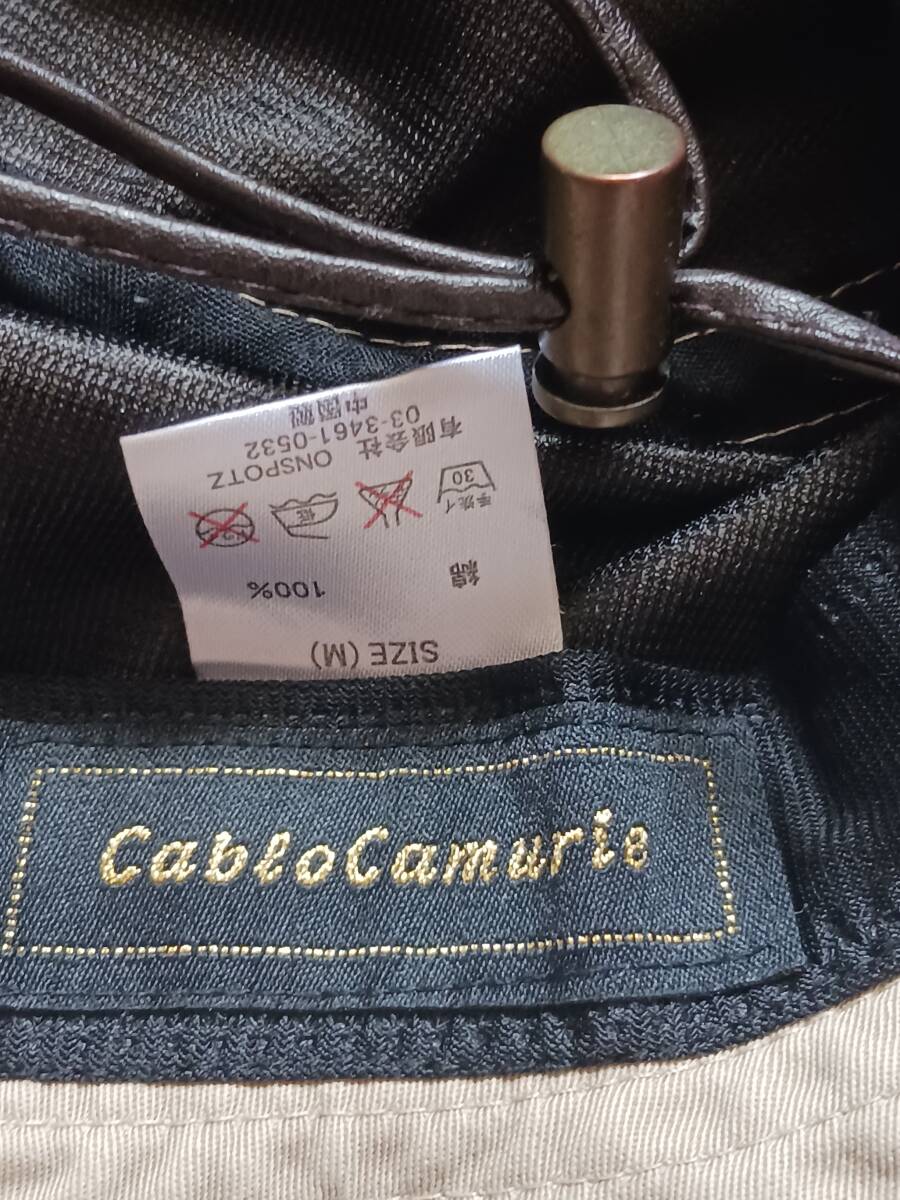 SIZE (M)
綿 100%
手洗イ
30
低
有限会社 ONSPOTZ
03-3461-0532
中国製
CabloCamurie